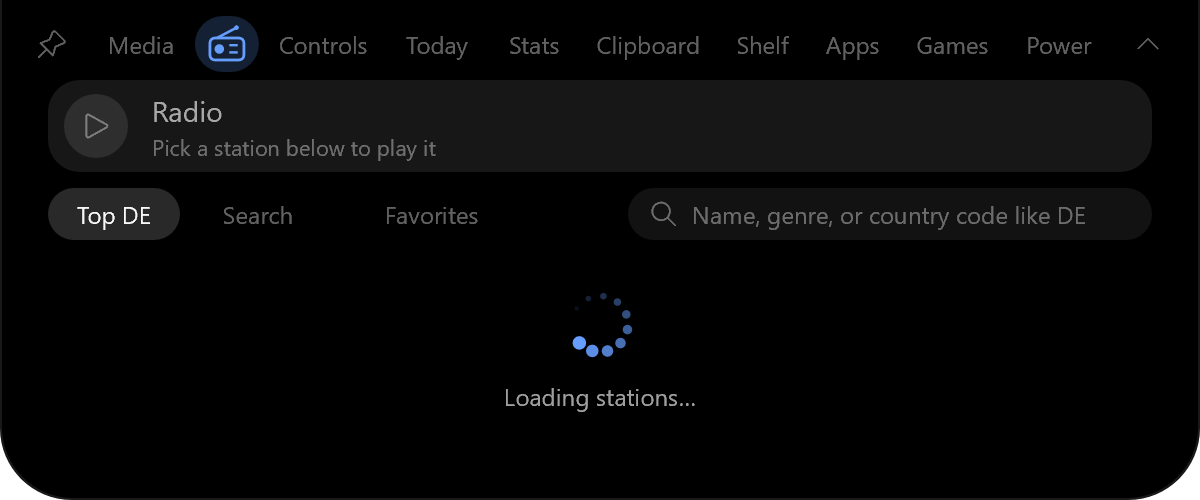 Media Controls Today Stats Clipboard Shelf Apps Games Power
Radio
Pick a station below to play it
Top DE Search Favorites Name, genre, or country code like DE
Loading stations...